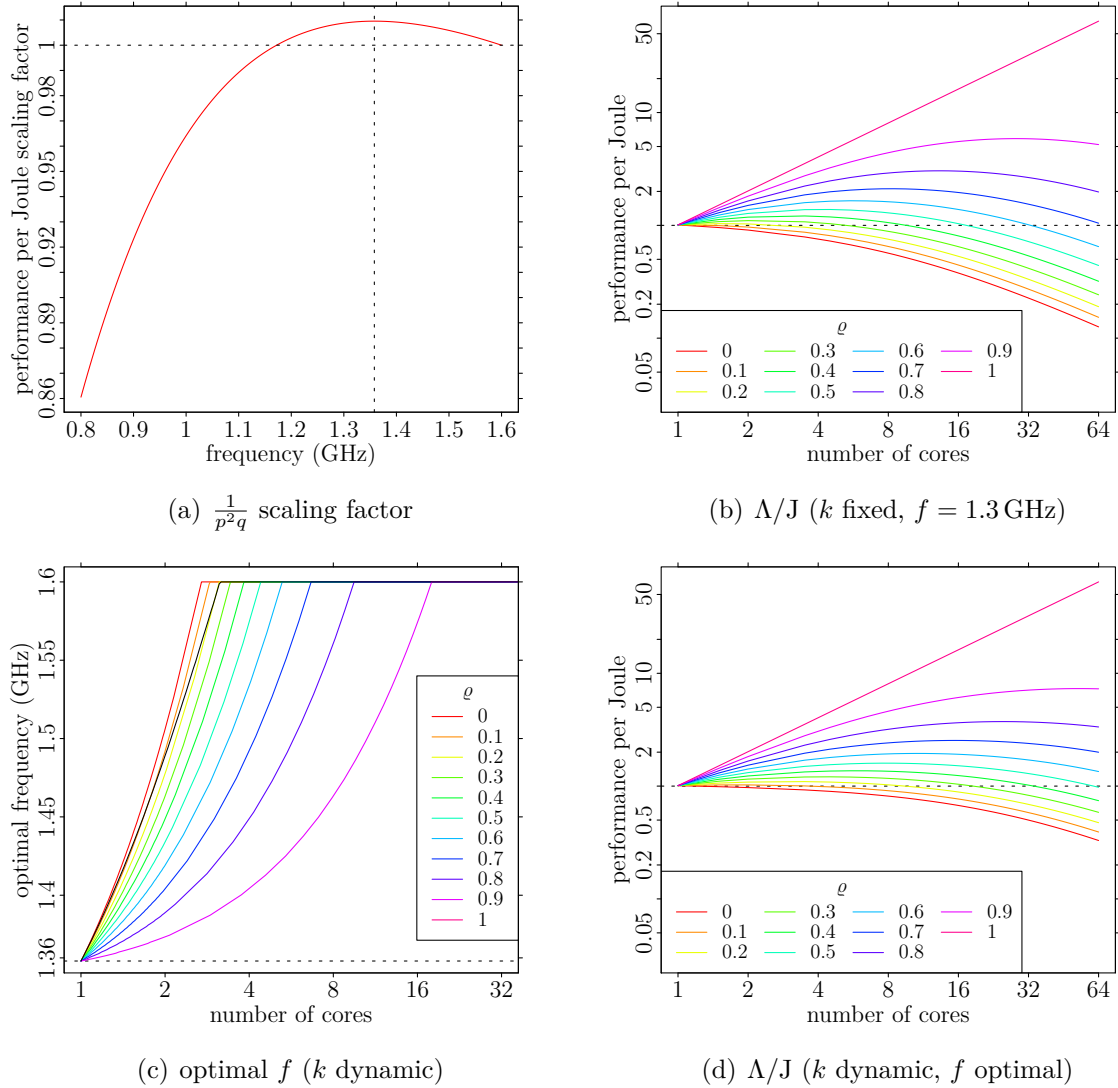 performance per Joule scaling factor
1
0.98
0.95
0.92
0.89
0.86
0.8 0.9 1 1.1 1.2 1.3 1.4 1.5 1.6
frequency (GHz)
(a) 1/p²q scaling factor
performance per Joule
50
10
5
2
1
0.5
0.2
0.05
ϱ
0 0.3 0.6 0.9
0.1 0.4 0.7 1
0.2 0.5 0.8
1 2 4 8 16 32 64
number of cores
(b) Λ/J (k fixed, f = 1.3 GHz)
optimal frequency (GHz)
1.6
1.55
1.5
1.45
1.4
1.36
ϱ
0
0.1
0.2
0.3
0.4
0.5
0.6
0.7
0.8
0.9
1
1 2 4 8 16 32
number of cores
(c) optimal f (k dynamic)
performance per Joule
50
10
5
2
1
0.5
0.2
0.05
ϱ
0 0.3 0.6 0.9
0.1 0.4 0.7 1
0.2 0.5 0.8
1 2 4 8 16 32 64
number of cores
(d) Λ/J (k dynamic, f optimal)